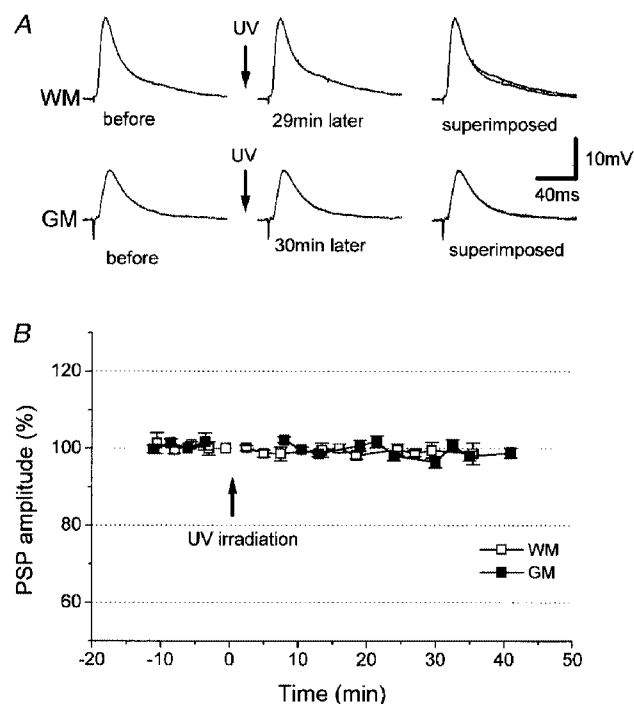 A
UV
WM
before
29min later
superimposed
10mV
40ms
UV
GM
before
30min later
superimposed
B
PSP amplitude (%)
120
100
80
60
UV irradiation
WM
GM
-20 -10 0 10 20 30 40 50
Time (min)